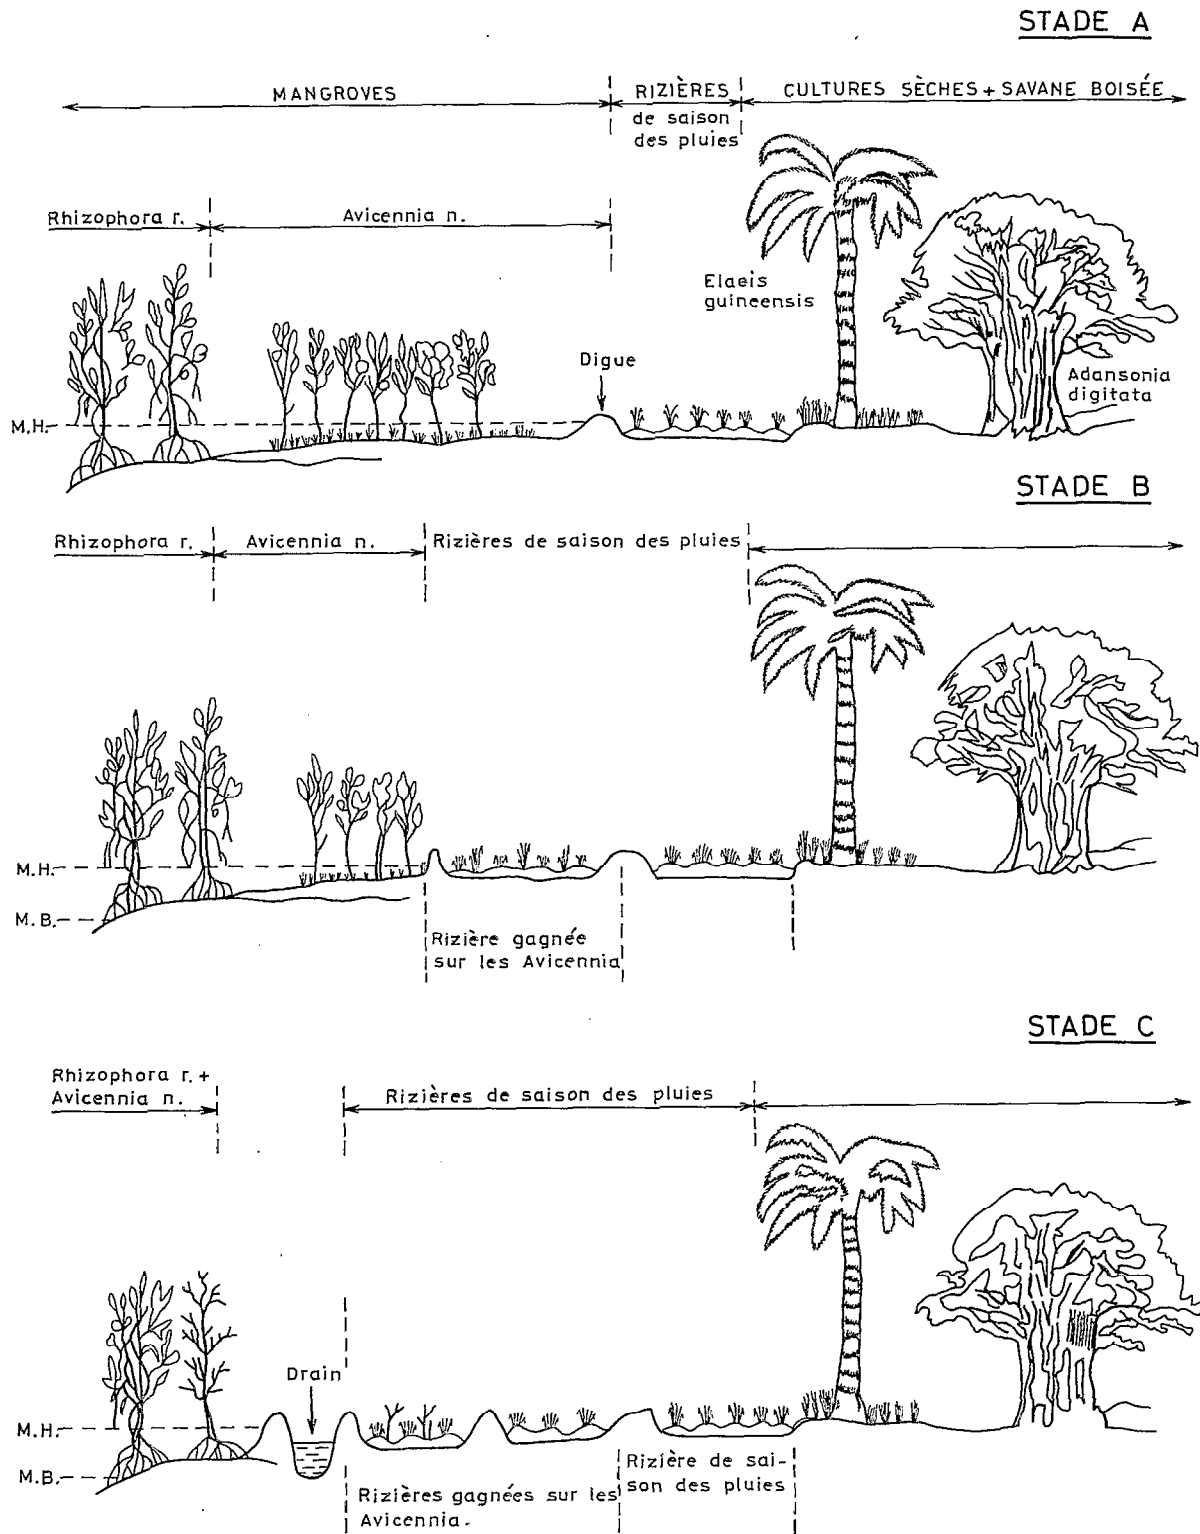 STADE A
MANGROVES
RIZIÈRES
de saison
des pluies
CULTURES SÈCHES + SAVANE BOISÉE
Rhizophora r.
Avicennia n.
Elaeis
guineensis
Digue
Adansonia
digitata
M.H.
STADE B
Rhizophora r.
Avicennia n.
Rizières de saison des pluies
M.H.
M.B.
Rizière gagnée
sur les Avicennia
STADE C
Rhizophora r. +
Avicennia n.
Rizières de saison des pluies
Drain
M.H.
M.B.
Rizières gagnées sur les
Avicennia.
Rizière de sai-
son des pluies